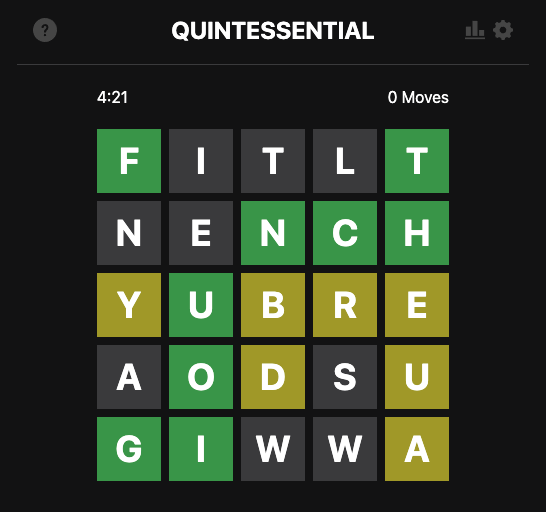 ?
QUINTESSENTIAL
4:21 0 Moves
F I T L T
N E N C H
Y U B R E
A O D S U
G I W W A